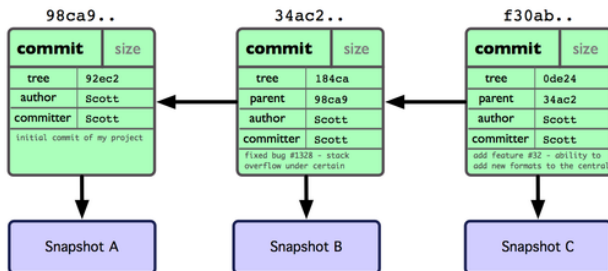 98ca9..
34ac2..
f30ab..
commit size
tree 92ec2
author Scott
committer Scott
initial commit of my project
commit size
tree 184ca
parent 98ca9
author Scott
committer Scott
fixed bug #1328 - stack
overflow under certain
commit size
tree 0de24
parent 34ac2
author Scott
committer Scott
add feature #32 - ability to
add new formats to the central
Snapshot A
Snapshot B
Snapshot C